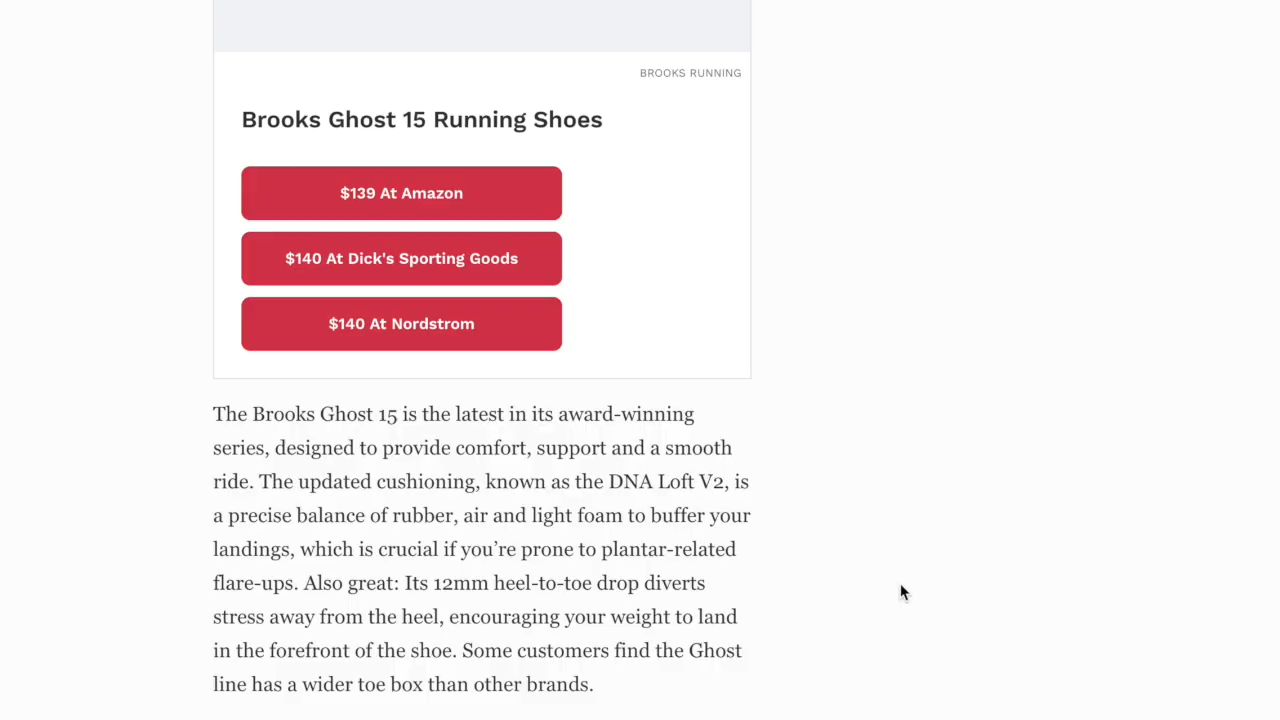 BROOKS RUNNING
Brooks Ghost 15 Running Shoes
$139 At Amazon
$140 At Dick's Sporting Goods
$140 At Nordstrom
The Brooks Ghost 15 is the latest in its award-winning
series, designed to provide comfort, support and a smooth
ride. The updated cushioning, known as the DNA Loft V2, is
a precise balance of rubber, air and light foam to buffer your
landings, which is crucial if you’re prone to plantar-related
flare-ups. Also great: Its 12mm heel-to-toe drop diverts
stress away from the heel, encouraging your weight to land
in the forefront of the shoe. Some customers find the Ghost
line has a wider toe box than other brands.